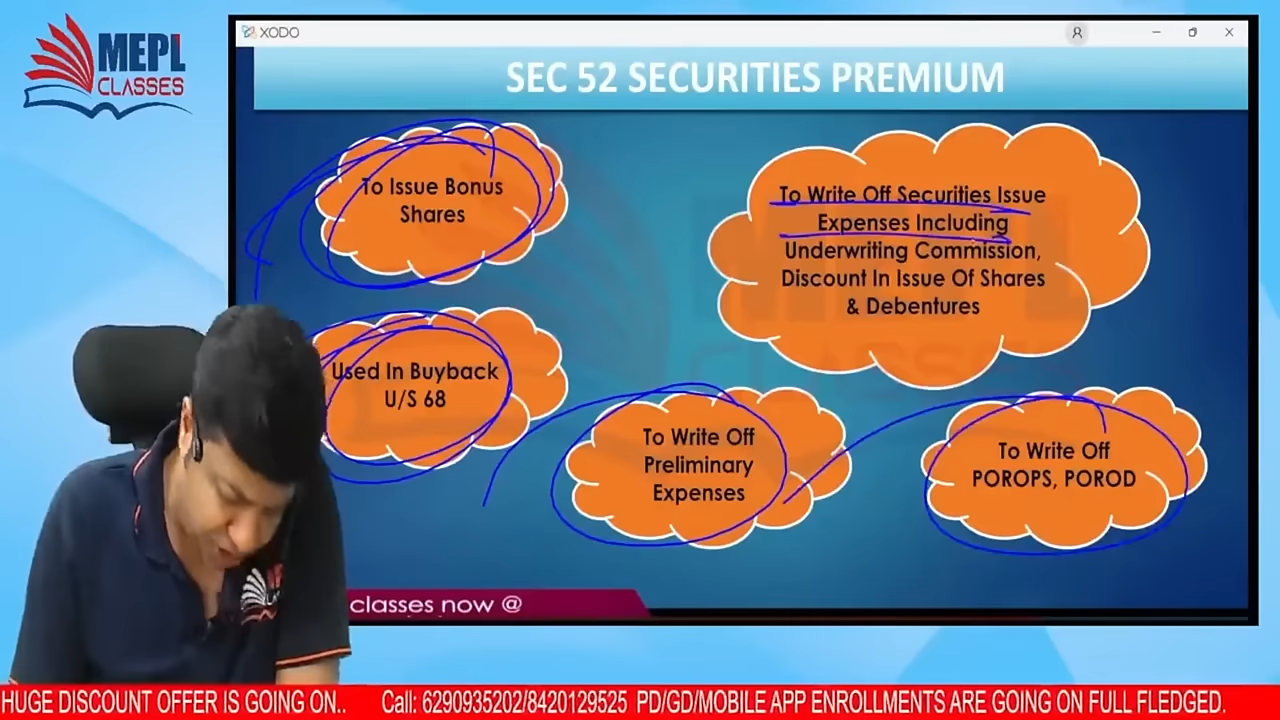 MEPL
CLASSES
XODO
SEC 52 SECURITIES PREMIUM
To Issue Bonus
Shares
To Write Off Securities Issue
Expenses Including
Underwriting Commission,
Discount In Issue Of Shares
& Debentures
Used In Buyback
U/S 68
To Write Off
Preliminary
Expenses
To Write Off
POROPS, POROD
classes now @
HUGE DISCOUNT OFFER IS GOING ON.. Call: 6290935202/8420129525 PD/GD/MOBILE APP ENROLLMENTS ARE GOING ON FULL FLEDGED.